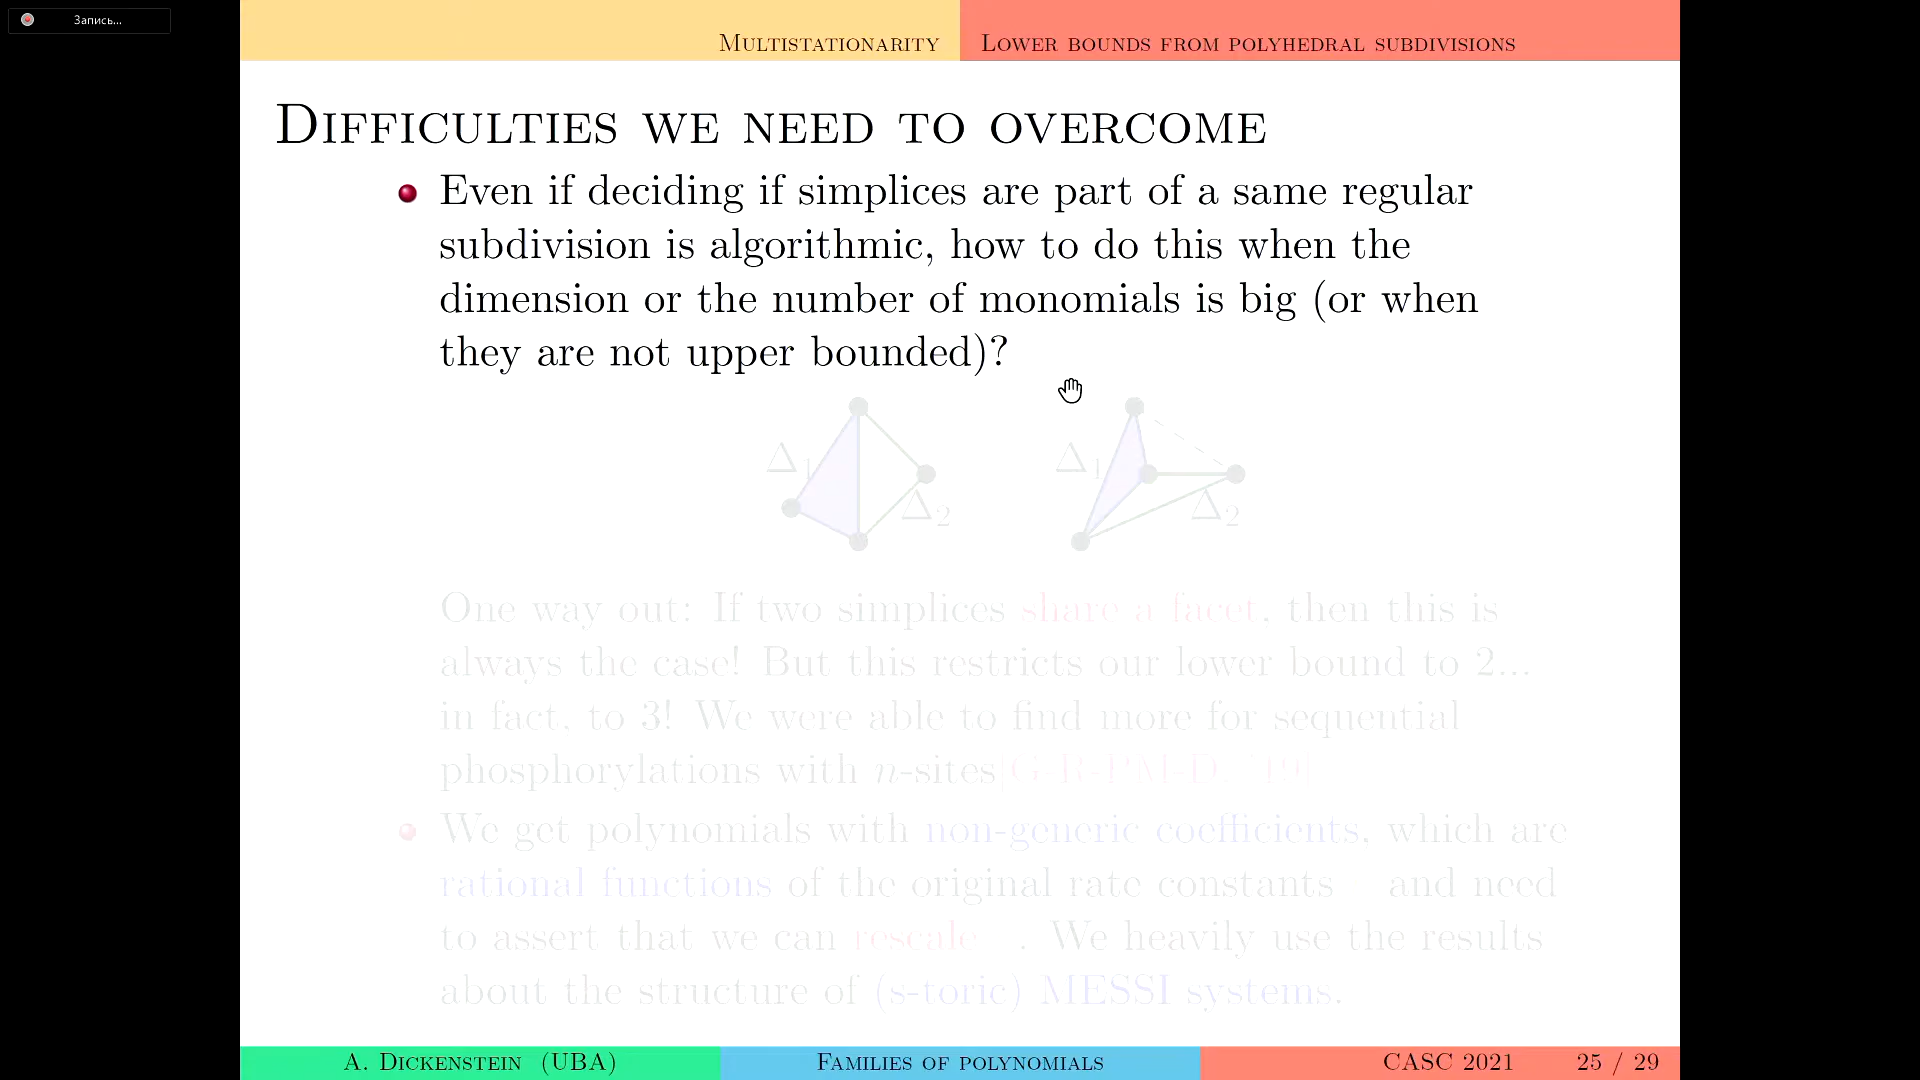 Запись...
Multistationarity
Lower bounds from polyhedral subdivisions
Difficulties we need to overcome
Even if deciding if simplices are part of a same regular
subdivision is algorithmic, how to do this when the
dimension or the number of monomials is big (or when
they are not upper bounded)?
Δ1
Δ2
Δ1
Δ2
One way out: If two simplices share a facet, then this is
always the case! But this restricts our lower bound to 2...
in fact, to 3! We were able to find more for sequential
phosphorylations with n-sites[G-R-PM-D, '19]
We get polynomials with non-generic coefficients, which are
rational functions of the original rate constants and need
to assert that we can rescale . We heavily use the results
about the structure of (s-toric) MESSI systems.
A. Dickenstein (UBA)
Families of polynomials
CASC 2021
25 / 29